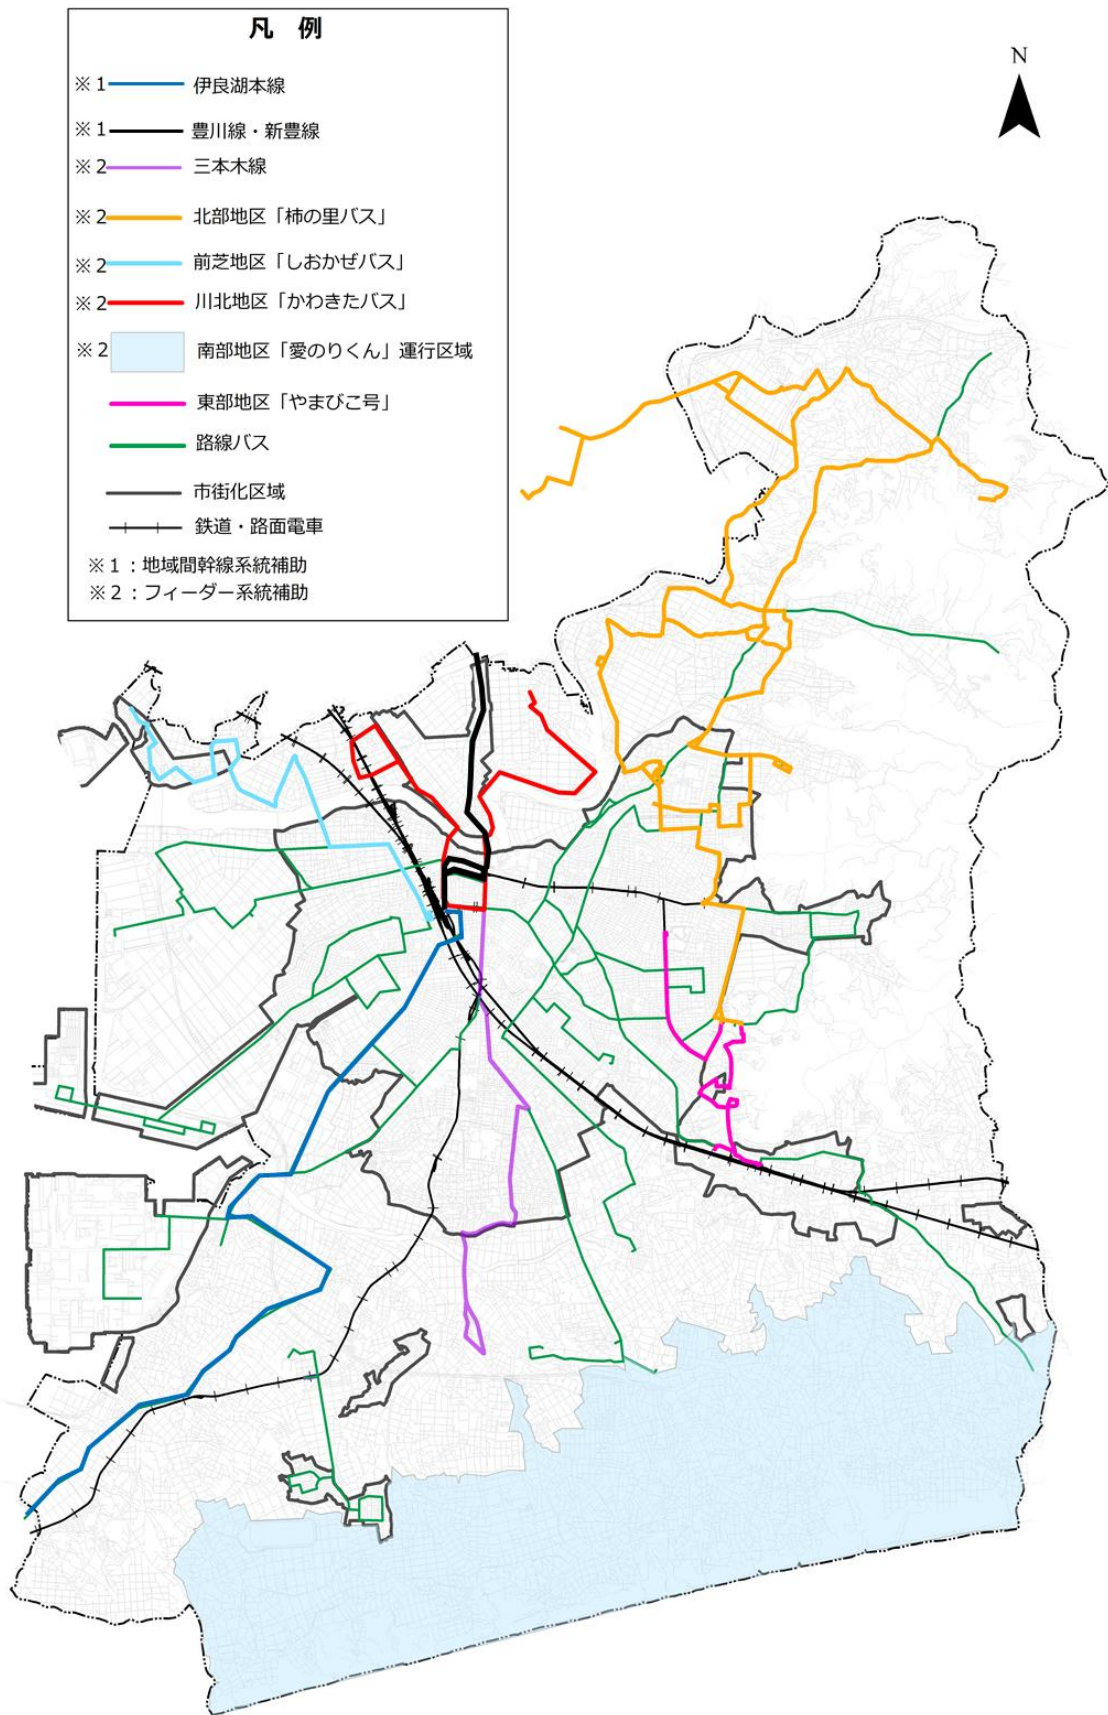 凡 例
※1 伊良湖本線
※1 豊川線・新豊線
※2 三本木線
※2 北部地区「柿の里バス」
※2 前芝地区「しおかぜバス」
※2 川北地区「かわきたバス」
※2 南部地区「愛のりくん」運行区域
東部地区「やまびこ号」
路線バス
市街化区域
鉄道・路面電車
※1：地域間幹線系統補助
※2：フィーダー系統補助
N